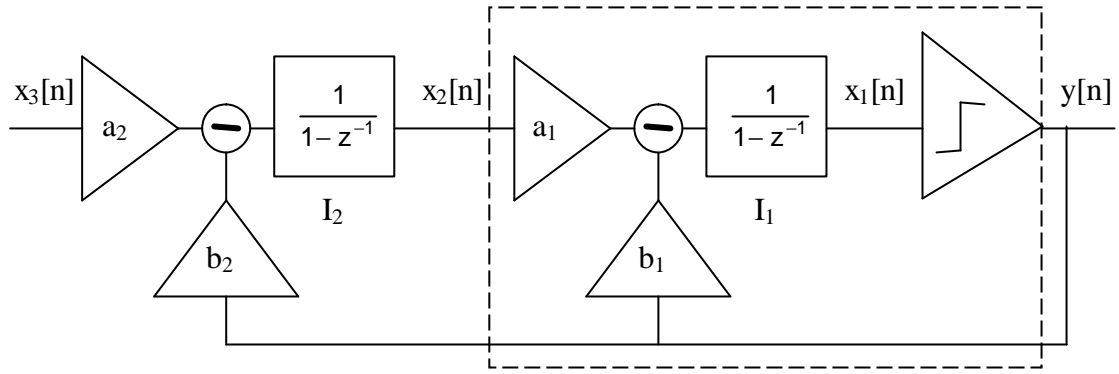 x₃[n]
a₂
1
1– z⁻¹
I₂
b₂
x₂[n]
a₁
1
1– z⁻¹
I₁
b₁
x₁[n]
y[n]